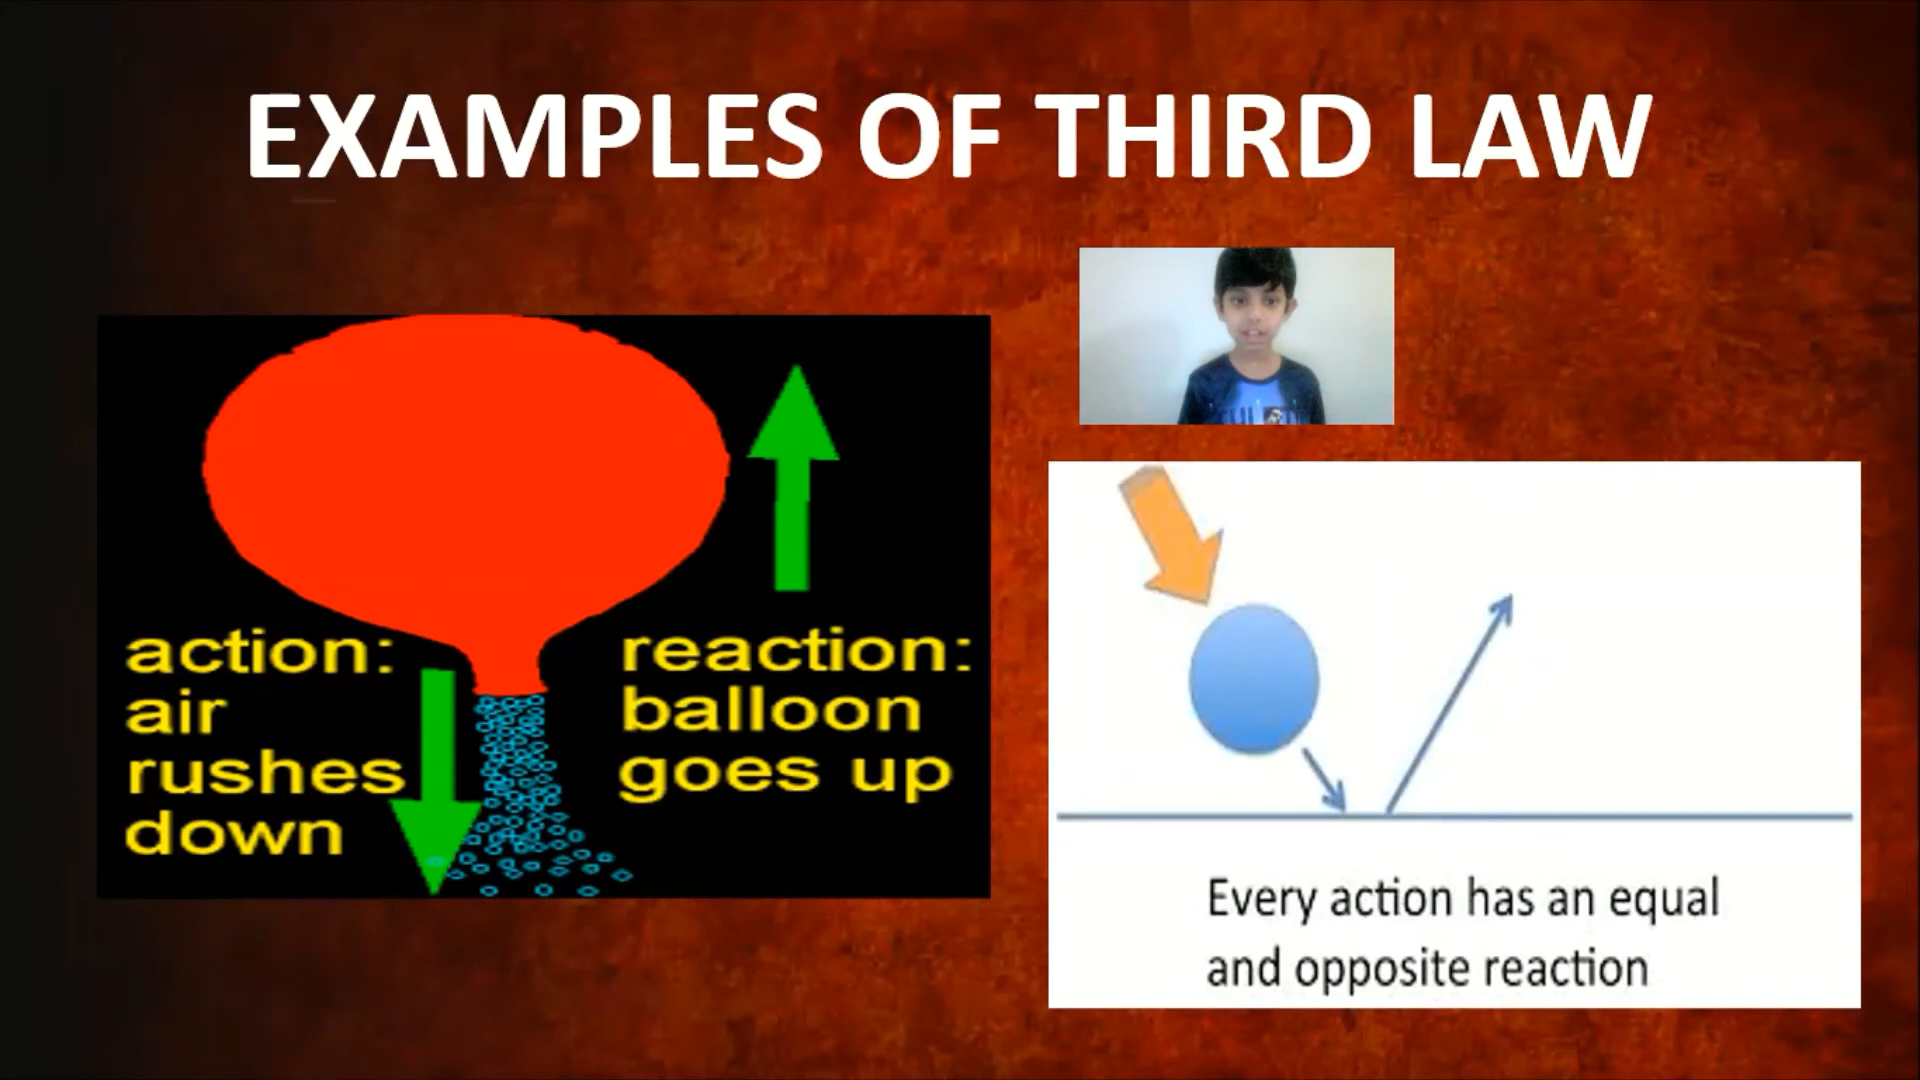 EXAMPLES OF THIRD LAW
action:
air
rushes
down
reaction:
balloon
goes up
Every action has an equal
and opposite reaction